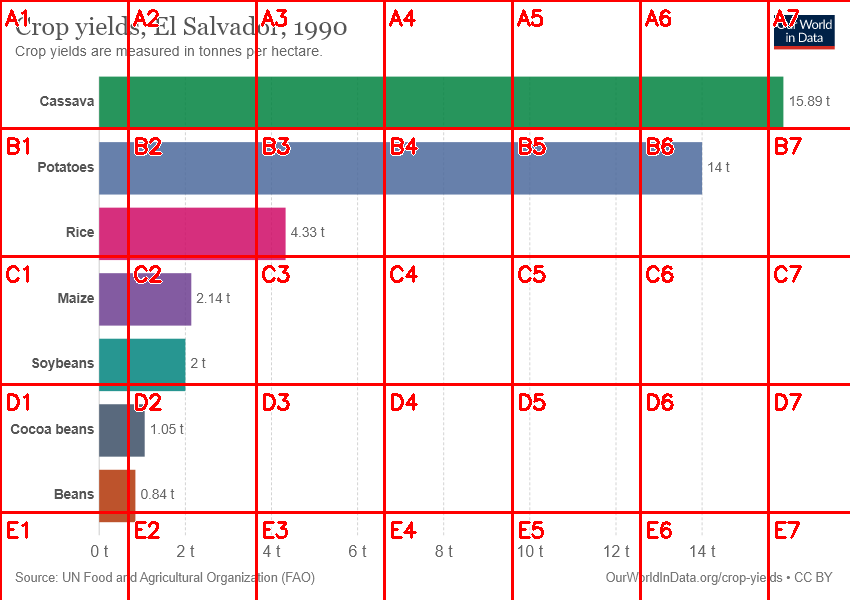 Crop yields, El Salvador, 1990
Crop yields are measured in tonnes per hectare.
Our World
in Data
A1 A2 A3 A4 A5 A6 A7
Cassava 15.89 t
B1 B2 B3 B4 B5 B6 B7
Potatoes 14 t
Rice 4.33 t
C1 C2 C3 C4 C5 C6 C7
Maize 2.14 t
Soybeans 2 t
D1 D2 D3 D4 D5 D6 D7
Cocoa beans 1.05 t
Beans 0.84 t
E1 E2 E3 E4 E5 E6 E7
0 t 2 t 4 t 6 t 8 t 10 t 12 t 14 t
Source: UN Food and Agricultural Organization (FAO)
OurWorldInData.org/crop-yields • CC BY